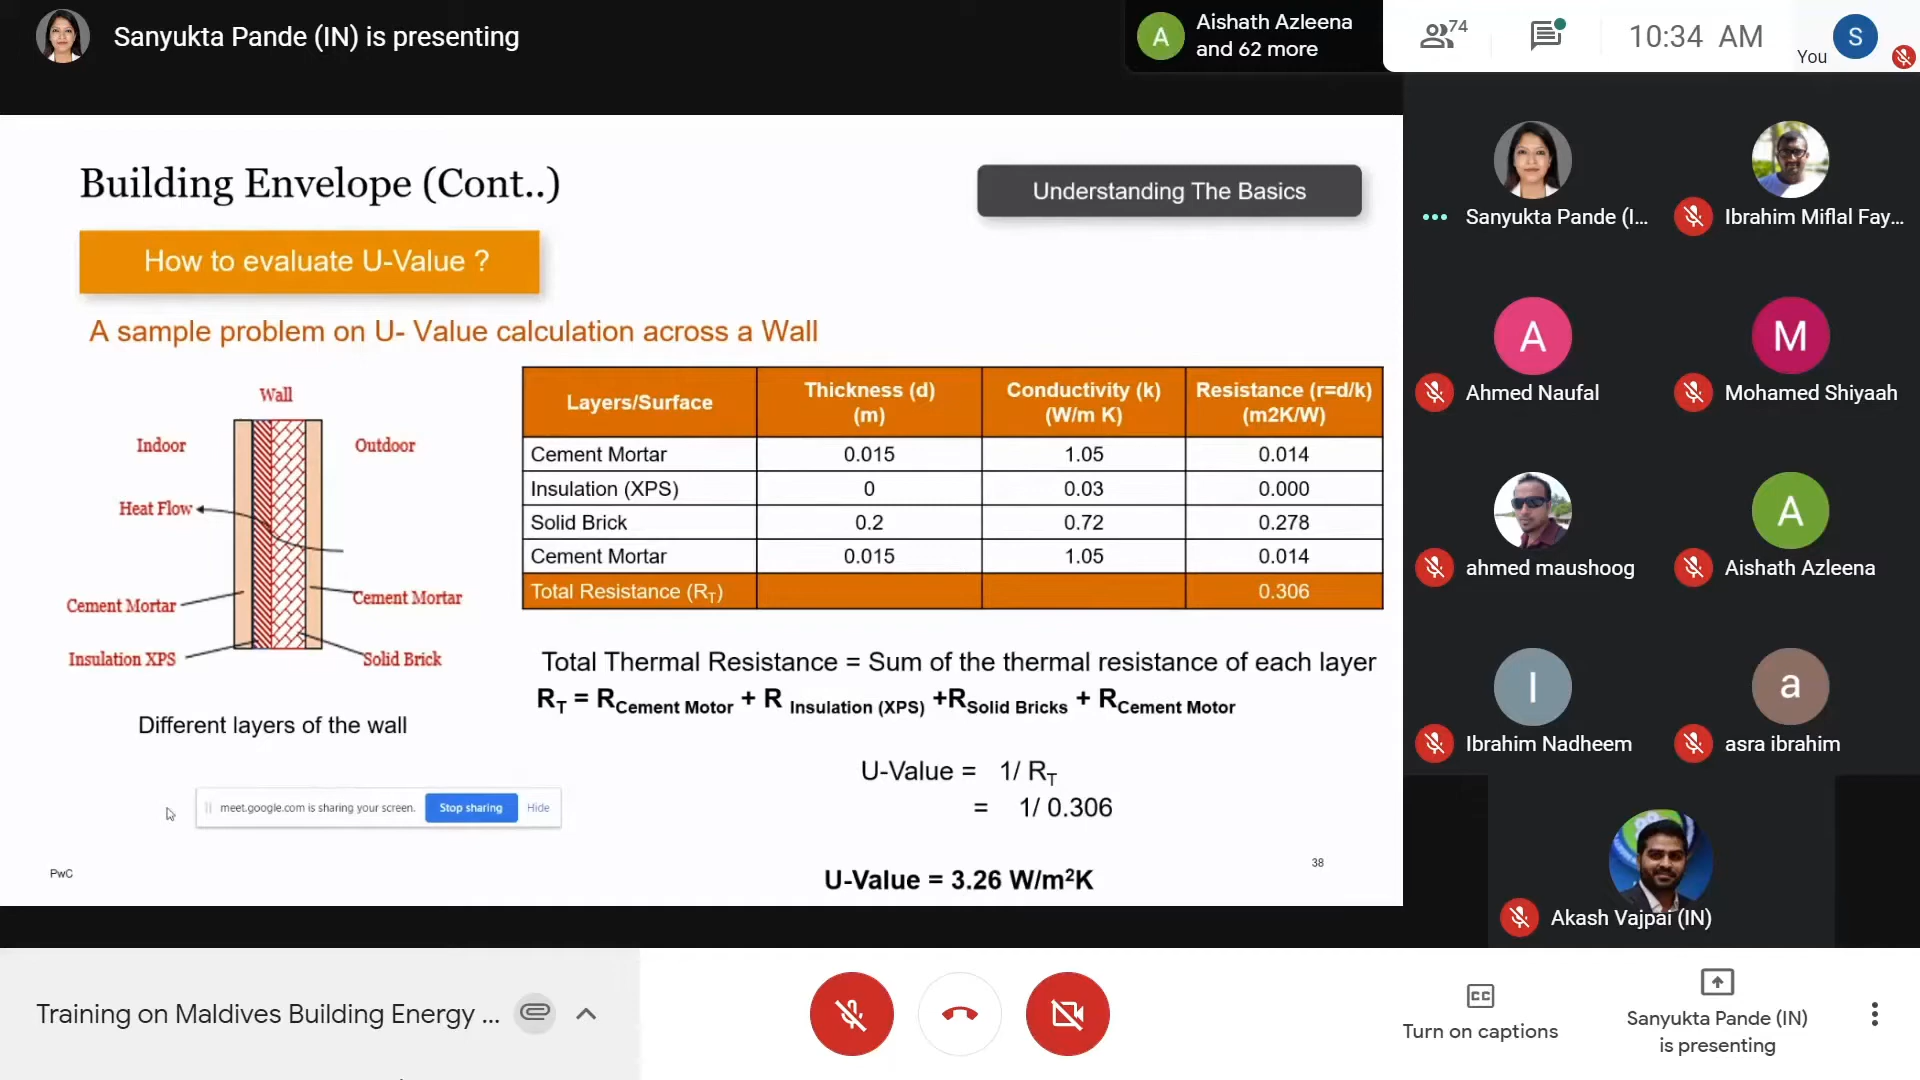 Sanyukta Pande (IN) is presenting
A
Aishath Azleena
and 62 more
74
10:34 AM
You
S
Building Envelope (Cont..)
Understanding The Basics
How to evaluate U-Value ?
A sample problem on U- Value calculation across a Wall
Wall
Indoor
Outdoor
Heat Flow
Cement Mortar
Cement Mortar
Insulation XPS
Solid Brick
Different layers of the wall
Layers/Surface Thickness (d) (m) Conductivity (k) (W/m K) Resistance (r=d/k) (m2K/W)
Cement Mortar 0.015 1.05 0.014
Insulation (XPS) 0 0.03 0.000
Solid Brick 0.2 0.72 0.278
Cement Mortar 0.015 1.05 0.014
Total Resistance (RT) 0.306
Total Thermal Resistance = Sum of the thermal resistance of each layer
RT = RCement Motor + R Insulation (XPS) +RSolid Bricks + RCement Motor
U-Value = 1/ RT
= 1/ 0.306
U-Value = 3.26 W/m²K
meet.google.com is sharing your screen.
Stop sharing
Hide
PwC
38
Sanyukta Pande (I...
Ibrahim Miflal Fay...
A
Ahmed Naufal
M
Mohamed Shiyaah
ahmed maushoog
A
Aishath Azleena
I
Ibrahim Nadheem
a
asra ibrahim
Akash Vajpai (IN)
Training on Maldives Building Energy ...
CC
Turn on captions
Sanyukta Pande (IN)
is presenting